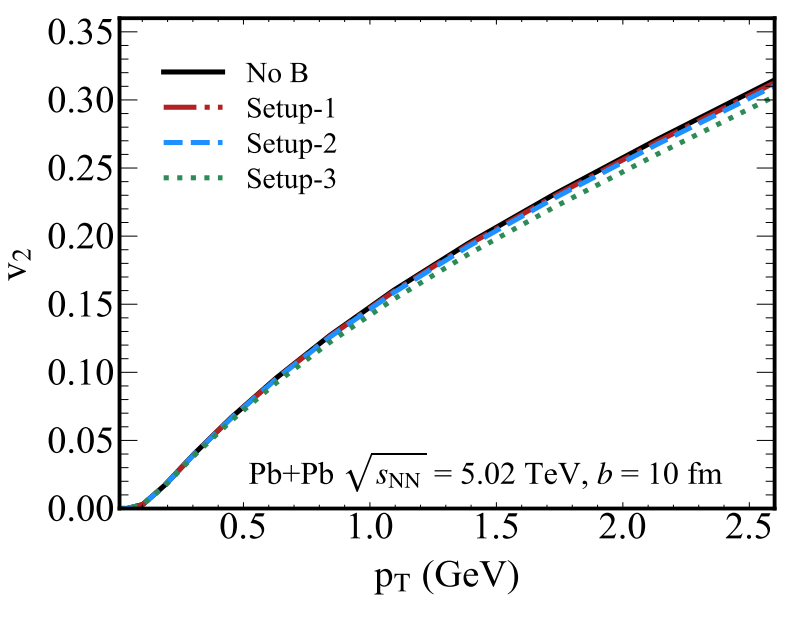 0.35
0.30
0.25
0.20
0.15
0.10
0.05
0.00
v₂
No B
Setup-1
Setup-2
Setup-3
Pb+Pb √sNN = 5.02 TeV, b = 10 fm
0.5 1.0 1.5 2.0 2.5
pT (GeV)